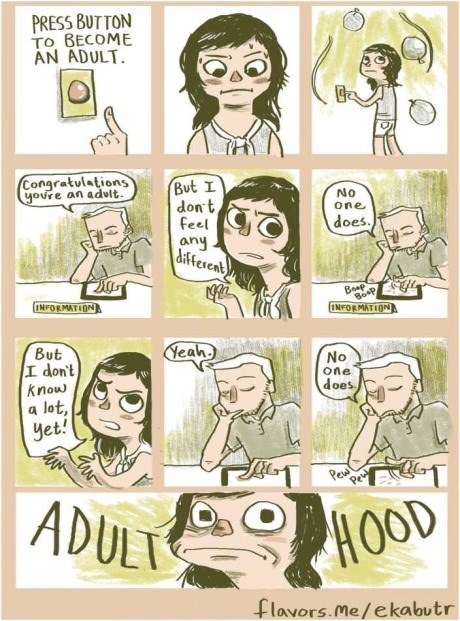 PRESS BUTTON
TO BECOME
AN ADULT.
Congratulations
you're an adult.
INFORMATION
But I
don't
feel
any
different
No
one
does.
Boop
Boop
INFORMATION
But
I don't
know
a lot,
yet!
Yeah.
No
one
does.
Pew
Pew
ADULT HOOD
flavors.me/ekabutr